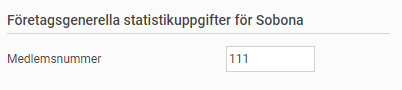 Företagsgenerella statistikuppgifter för Sobona
Medlemsnummer 111